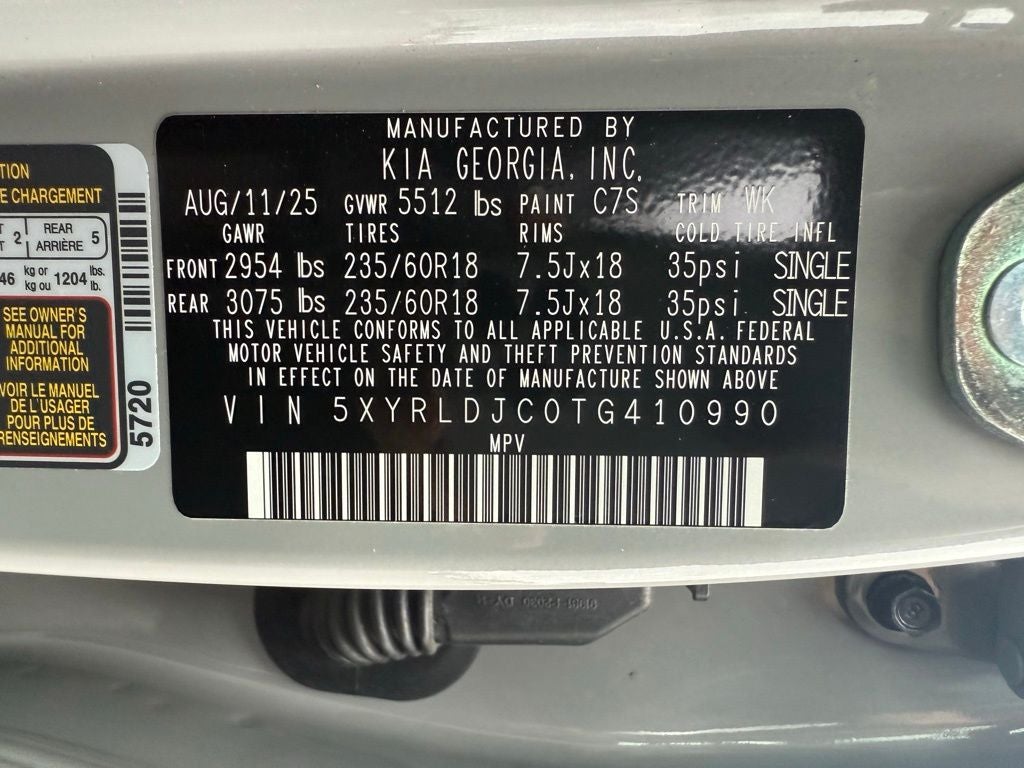 MANUFACTURED BY
KIA GEORGIA, INC.
AUG/11/25 GVWR 5512 lbs PAINT C7S TRIM WK
GAWR TIRES RIMS COLD TIRE INFL
FRONT 2954 lbs 235/60R18 7.5Jx18 35psi SINGLE
REAR 3075 lbs 235/60R18 7.5Jx18 35psi SINGLE
THIS VEHICLE CONFORMS TO ALL APPLICABLE U.S.A. FEDERAL
MOTOR VEHICLE SAFETY AND THEFT PREVENTION STANDARDS
IN EFFECT ON THE DATE OF MANUFACTURE SHOWN ABOVE
VIN 5XYRLDJC0TG410990
MPV
E CHARGEMENT
2 REAR 5
ARRIÈRE
46 kg or 1204 lbs.
kg ou lb.
SEE OWNER'S
MANUAL FOR
ADDITIONAL
INFORMATION
VOIR LE MANUEL
DE L'USAGER
POUR PLUS DE
RENSEIGNEMENTS
5720